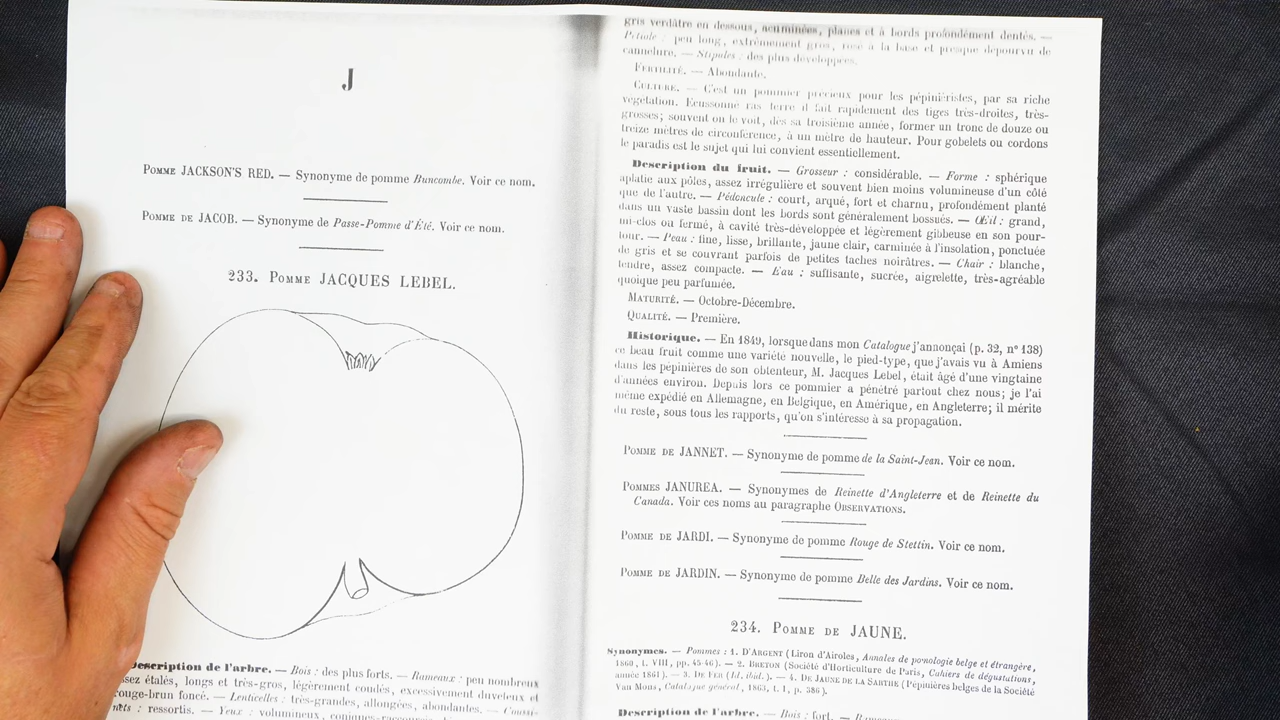 J
POMME JACKSON'S RED. — Synonyme de pomme Buncombe. Voir ce nom.
POMME DE JACOB. — Synonyme de Passe-Pomme d'Été. Voir ce nom.
233. POMME JACQUES LEBEL.
Description de l'arbre. — Bois : des plus forts. — Rameaux : peu nombreux
sez étalés, longs et très-gros, légèrement coudés, excessivement duveteux et
rouge-brun foncé. — Lenticelles : très-grandes, allongées, abondantes. — Coussi-
nets : ressortis. — Yeux : volumineux,
gris verdâtre en dessous, acuminées, planes et à bords profondément dentés. —
Pétiole : peu long, extrêmement gros, rosé à la base et presque dépourvu de
cannelure. — Stipules : des plus développées.
FERTILITÉ. — Abondante.
CULTURE. — C'est un pommier précieux pour les pépiniéristes, par sa riche
végétation. Écussonné ras terre il fait rapidement des tiges très-droites, très-
grosses; souvent on le voit, dès sa troisième année, former un tronc de douze ou
treize mètres de circonférence, à un mètre de hauteur. Pour gobelets ou cordons
le paradis est le sujet qui lui convient essentiellement.
Description du fruit. — Grosseur : considérable. — Forme : sphérique
aplatie aux pôles, assez irrégulière et souvent bien moins volumineuse d'un côté
que de l'autre. — Pédoncule : court, arqué, fort et charnu, profondément planté
dans un vaste bassin dont les bords sont généralement bossués. — Œil : grand,
mi-clos ou fermé, à cavité très-développée et légèrement gibbeuse en son pour-
tour. — Peau : fine, lisse, brillante, jaune clair, carminée à l'insolation, ponctuée
de gris et se couvrant parfois de petites taches noirâtres. — Chair : blanche,
tendre, assez compacte. — Eau : suffisante, sucrée, aigrelette, très-agréable
quoique peu parfumée.
MATURITÉ. — Octobre-Décembre.
QUALITÉ. — Première.
Historique. — En 1849, lorsque dans mon Catalogue j'annonçai (p. 32, n° 138)
ce beau fruit comme une variété nouvelle, le pied-type, que j'avais vu à Amiens
dans les pépinières de son obtenteur, M. Jacques Lebel, était âgé d'une vingtaine
d'années environ. Depuis lors ce pommier a pénétré partout chez nous; je l'ai
même expédié en Allemagne, en Belgique, en Amérique, en Angleterre; il mérite
du reste, sous tous les rapports, qu'on s'intéresse à sa propagation.
POMME DE JANNET. — Synonyme de pomme de la Saint-Jean. Voir ce nom.
POMMES JANUREA. — Synonymes de Reinette d'Angleterre et de Reinette du
Canada. Voir ces noms au paragraphe OBSERVATIONS.
POMME DE JARDI. — Synonyme de pomme Rouge de Stettin. Voir ce nom.
POMME DE JARDIN. — Synonyme de pomme Belle des Jardins. Voir ce nom.
234. POMME DE JAUNE.
Synonymes. — Pommes : 1. D'ARGENT (Liron d'Airoles, Annales de pomologie belge et étrangère,
1860, t. VIII, pp. 45-46). — 2. BRETON (Société d'Horticulture de Paris, Cahiers de dégustations,
année 1861). — 3. DE FER (Id. ibid.). — 4. DE JAUNE DE LA SARTHE (Pépinières belges de la Société
Van Mons, Catalogue général, 1863, t. I, p. 386).
Description de l'arbre. — Bois : fort. —